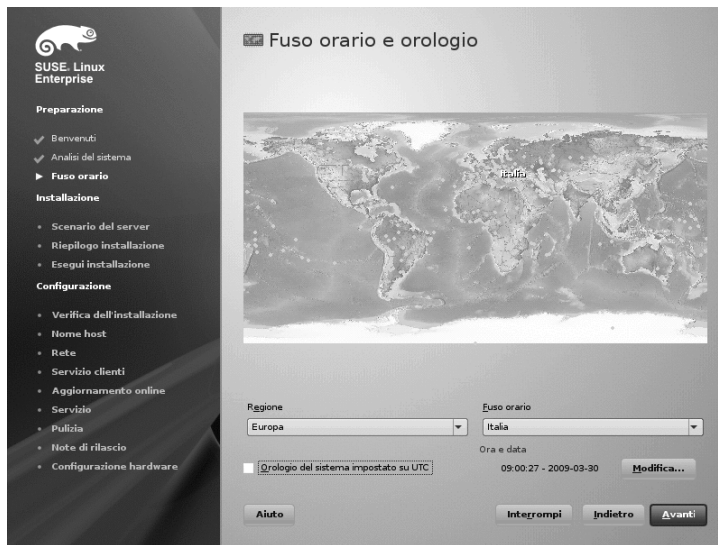 SUSE. Linux
Enterprise
Preparazione
Benvenuti
Analisi del sistema
Fuso orario
Installazione
Scenario del server
Riepilogo installazione
Esegui installazione
Configurazione
Verifica dell'installazione
Nome host
Rete
Servizio clienti
Aggiornamento online
Servizio
Pulizia
Note di rilascio
Configurazione hardware
Fuso orario e orologio
Italia
Regione
Europa
Fuso orario
Italia
Orologio del sistema impostato su UTC
Ora e data
09:00:27 - 2009-03-30
Modifica...
Aiuto
Interrompi
Indietro
Avanti